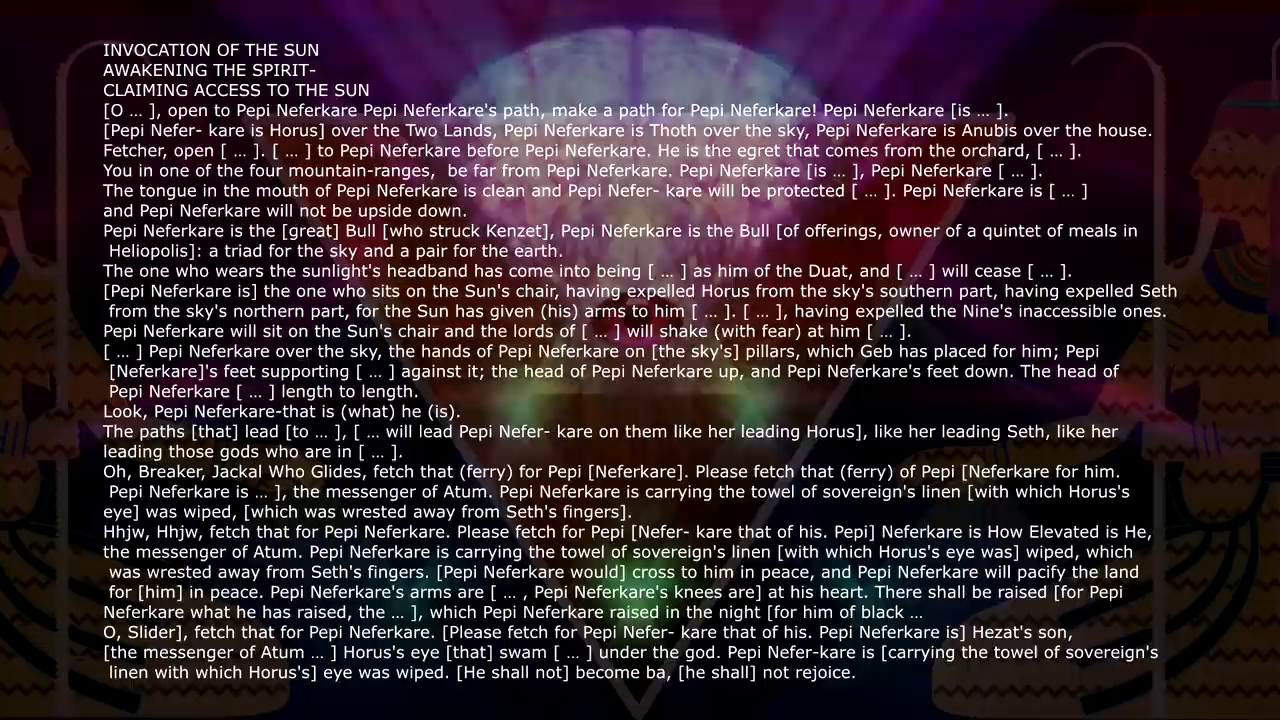 INVOCATION OF THE SUN
AWAKENING THE SPIRIT-
CLAIMING ACCESS TO THE SUN
[O ... ], open to Pepi Neferkare Pepi Neferkare's path, make a path for Pepi Neferkare! Pepi Neferkare [is ... ].
[Pepi Nefer- kare is Horus] over the Two Lands, Pepi Neferkare is Thoth over the sky, Pepi Neferkare is Anubis over the house.
Fetcher, open [ ... ]. [ ... ] to Pepi Neferkare before Pepi Neferkare. He is the egret that comes from the orchard, [ ... ].
You in one of the four mountain-ranges,  be far from Pepi Neferkare. Pepi Neferkare [is ... ], Pepi Neferkare [ ... ].
The tongue in the mouth of Pepi Neferkare is clean and Pepi Nefer- kare will be protected [ ... ]. Pepi Neferkare is [ ... ]
and Pepi Neferkare will not be upside down.
Pepi Neferkare is the [great] Bull [who struck Kenzet], Pepi Neferkare is the Bull [of offerings, owner of a quintet of meals in
Heliopolis]: a triad for the sky and a pair for the earth.
The one who wears the sunlight's headband has come into being [ ... ] as him of the Duat, and [ ... ] will cease [ ... ].
[Pepi Neferkare is] the one who sits on the Sun's chair, having expelled Horus from the sky's southern part, having expelled Seth
from the sky's northern part, for the Sun has given (his) arms to him [ ... ]. [ ... ], having expelled the Nine's inaccessible ones.
Pepi Neferkare will sit on the Sun's chair and the lords of [ ... ] will shake (with fear) at him [ ... ].
[ ... ] Pepi Neferkare over the sky, the hands of Pepi Neferkare on [the sky's] pillars, which Geb has placed for him; Pepi
[Neferkare]'s feet supporting [ ... ] against it; the head of Pepi Neferkare up, and Pepi Neferkare's feet down. The head of
Pepi Neferkare [ ... ] length to length.
Look, Pepi Neferkare-that is (what) he (is).
The paths [that] lead [to ... ], [ ... will lead Pepi Nefer- kare on them like her leading Horus], like her leading Seth, like her
leading those gods who are in [ ... ].
Oh, Breaker, Jackal Who Glides, fetch that (ferry) for Pepi [Neferkare]. Please fetch that (ferry) of Pepi [Neferkare for him.
Pepi Neferkare is ... ], the messenger of Atum. Pepi Neferkare is carrying the towel of sovereign's linen [with which Horus's
eye] was wiped, [which was wrested away from Seth's fingers].
Hhjw, Hhjw, fetch that for Pepi Neferkare. Please fetch for Pepi [Nefer- kare that of his. Pepi] Neferkare is How Elevated is He,
the messenger of Atum. Pepi Neferkare is carrying the towel of sovereign's linen [with which Horus's eye was] wiped, which
was wrested away from Seth's fingers. [Pepi Neferkare would] cross to him in peace, and Pepi Neferkare will pacify the land
for [him] in peace. Pepi Neferkare's arms are [ ... , Pepi Neferkare's knees are] at his heart. There shall be raised [for Pepi
Neferkare what he has raised, the ... ], which Pepi Neferkare raised in the night [for him of black ...
O, Slider], fetch that for Pepi Neferkare. [Please fetch for Pepi Nefer- kare that of his. Pepi Neferkare is] Hezat's son,
[the messenger of Atum ... ] Horus's eye [that] swam [ ... ] under the god. Pepi Nefer-kare is [carrying the towel of sovereign's
linen with which Horus's] eye was wiped. [He shall not] become ba, [he shall] not rejoice.